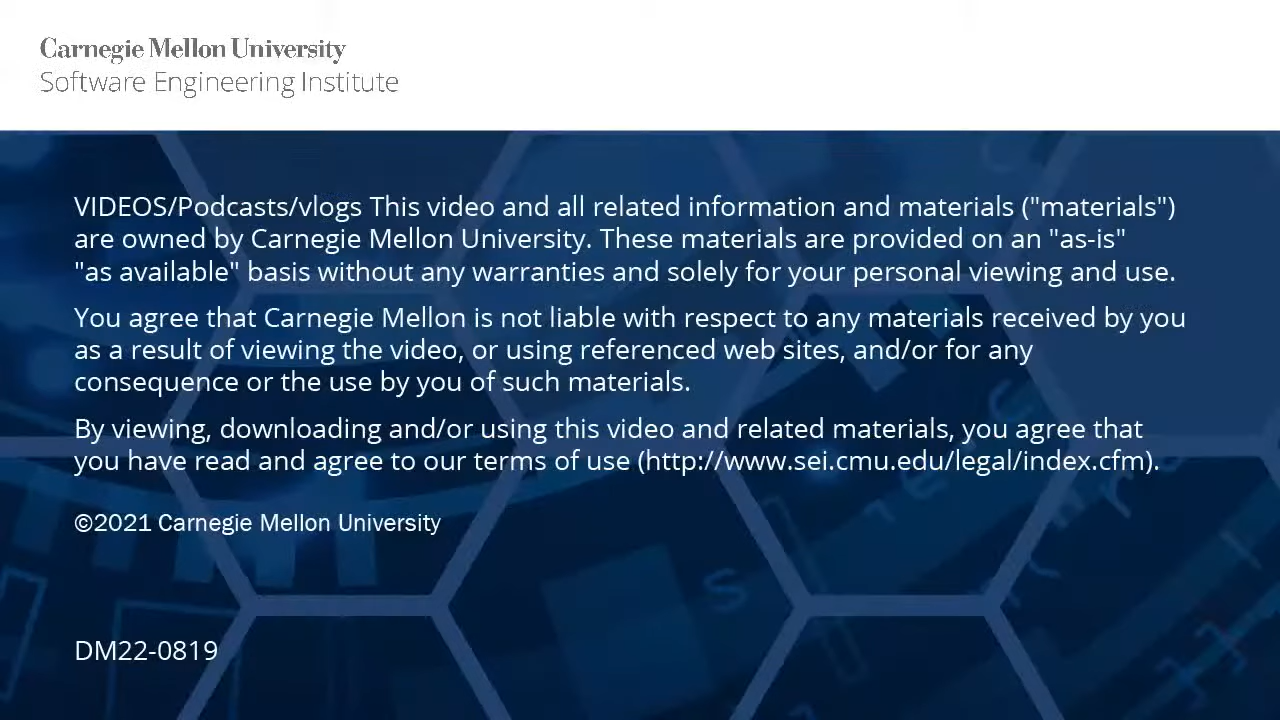 Carnegie Mellon University
Software Engineering Institute
VIDEOS/Podcasts/vlogs This video and all related information and materials ("materials")
are owned by Carnegie Mellon University. These materials are provided on an "as-is"
"as available" basis without any warranties and solely for your personal viewing and use.
You agree that Carnegie Mellon is not liable with respect to any materials received by you
as a result of viewing the video, or using referenced web sites, and/or for any
consequence or the use by you of such materials.
By viewing, downloading and/or using this video and related materials, you agree that
you have read and agree to our terms of use (http://www.sei.cmu.edu/legal/index.cfm).
©2021 Carnegie Mellon University
DM22-0819